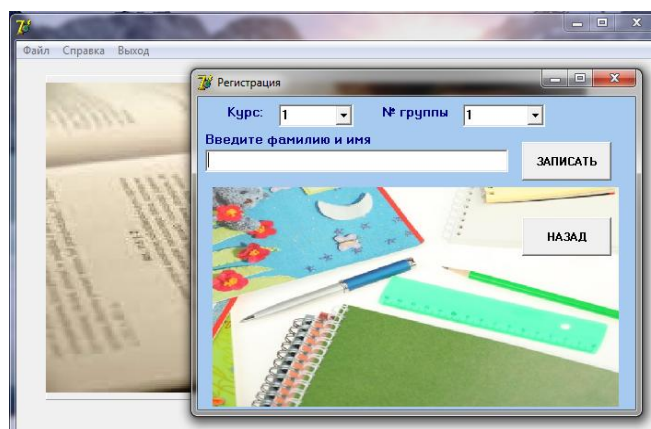 Файл Справка Выход
Регистрация
Курс: 1 № группы 1
Введите фамилию и имя
ЗАПИСАТЬ
НАЗАД